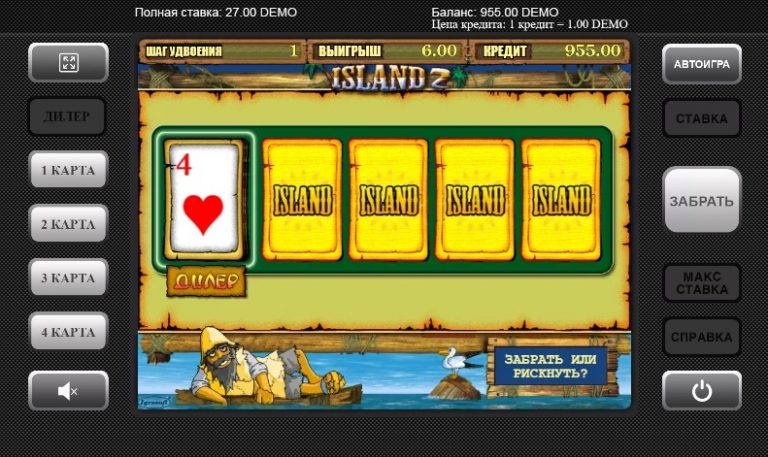 Полная ставка: 27.00 DEMO
Баланс: 955.00 DEMO
Цена кредита: 1 кредит – 1.00 DEMO
ШАГ УДВОЕНИЯ 1 ВЫИГРЫШ 6.00 КРЕДИТ 955.00
АВТОИГРА
ISLAND 2
ДИЛЕР
СТАВКА
1 КАРТА
4
ISLAND ISLAND ISLAND ISLAND
ЗАБРАТЬ
2 КАРТА
3 КАРТА
ДИЛЕР
МАКС
СТАВКА
4 КАРТА
СПРАВКА
ЗАБРАТЬ ИЛИ
РИСКНУТЬ?
Igrosoft